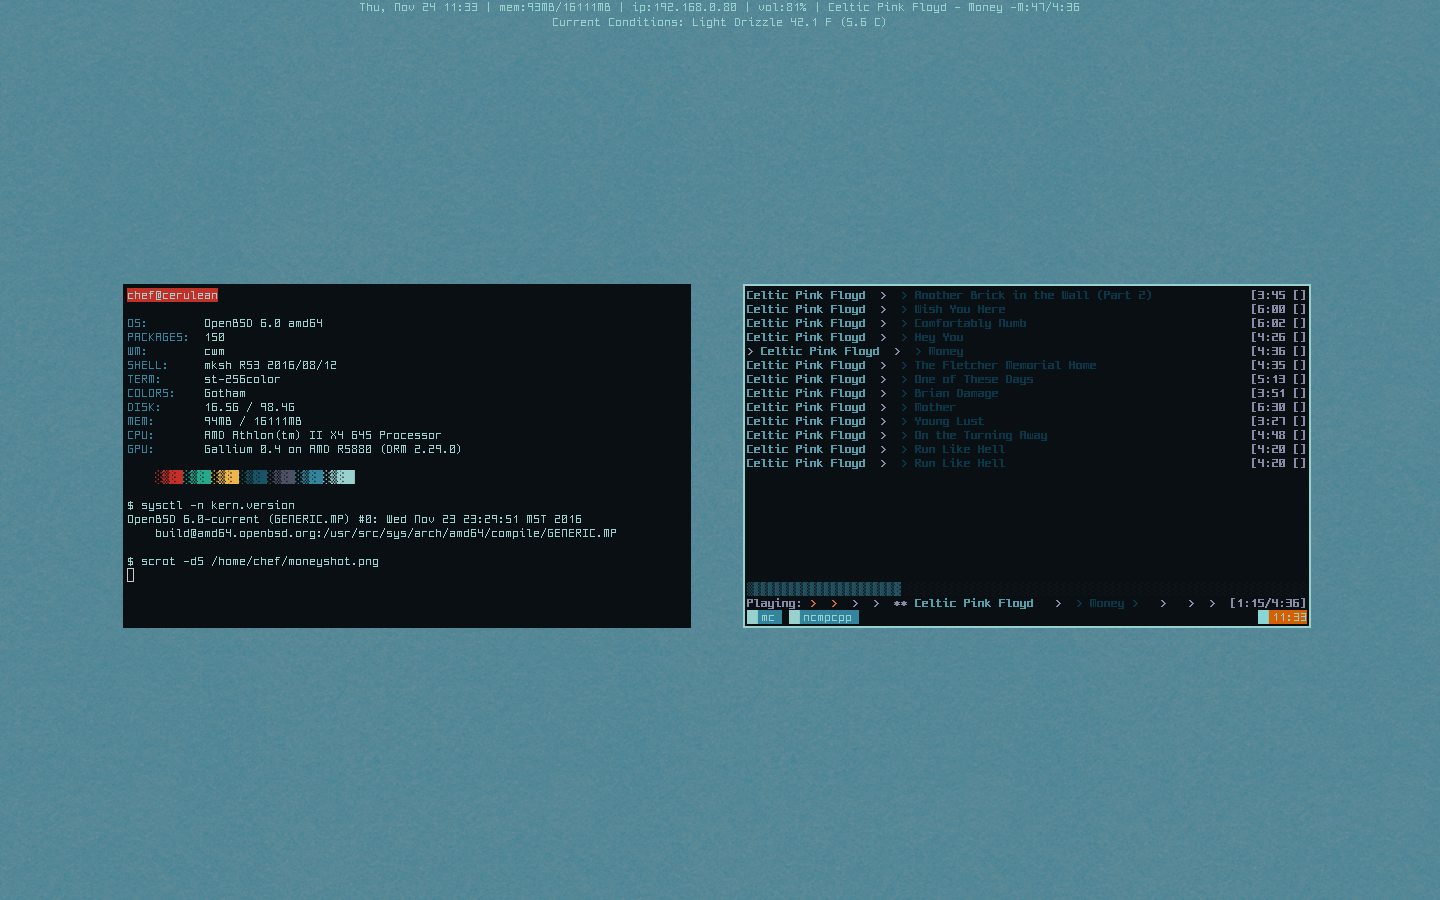 Thu, Nov 24 11:33 | mem:93MB/16111MB | ip:192.168.0.80 | vol:81% | Celtic Pink Floyd - Money -M:47/4:36
Current Conditions: Light Drizzle 42.1 F (5.6 C)
chef@cerulean
OS: OpenBSD 6.0 amd64
PACKAGES: 150
WM: cwm
SHELL: mksh R53 2016/08/12
TERM: st-256color
COLORS: Gotham
DISK: 16.5G / 98.4G
MEM: 94MB / 16111MB
CPU: AMD Athlon(tm) II X4 645 Processor
GPU: Gallium 0.4 on AMD RS880 (DRM 2.29.0)
$ sysctl -n kern.version
OpenBSD 6.0-current (GENERIC.MP) #0: Wed Nov 23 23:29:51 MST 2016
build@amd64.openbsd.org:/usr/src/sys/arch/amd64/compile/GENERIC.MP
$ scrot -d5 /home/chef/moneyshot.png
Celtic Pink Floyd > > Another Brick in the Wall (Part 2) [3:45 []
Celtic Pink Floyd > > Wish You Here [6:00 []
Celtic Pink Floyd > > Comfortably Numb [6:02 []
Celtic Pink Floyd > > Hey You [4:26 []
> Celtic Pink Floyd > > Money [4:36 []
Celtic Pink Floyd > > The Fletcher Memorial Home [4:35 []
Celtic Pink Floyd > > One of These Days [5:13 []
Celtic Pink Floyd > > Brian Damage [3:51 []
Celtic Pink Floyd > > Mother [6:30 []
Celtic Pink Floyd > > Young Lust [3:27 []
Celtic Pink Floyd > > On the Turning Away [4:48 []
Celtic Pink Floyd > > Run Like Hell [4:20 []
Celtic Pink Floyd > > Run Like Hell [4:20 []
Playing: > > > > ** Celtic Pink Floyd > > Money > > > > [1:15/4:36]
mc ncmpcpp 11:33